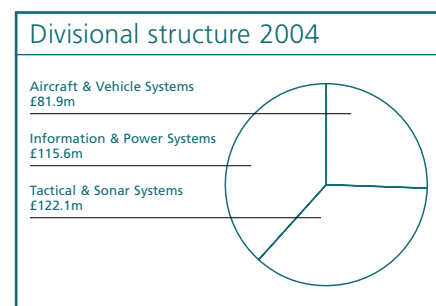 Divisional structure 2004
Aircraft & Vehicle Systems
£81.9m
Information & Power Systems
£115.6m
Tactical & Sonar Systems
£122.1m